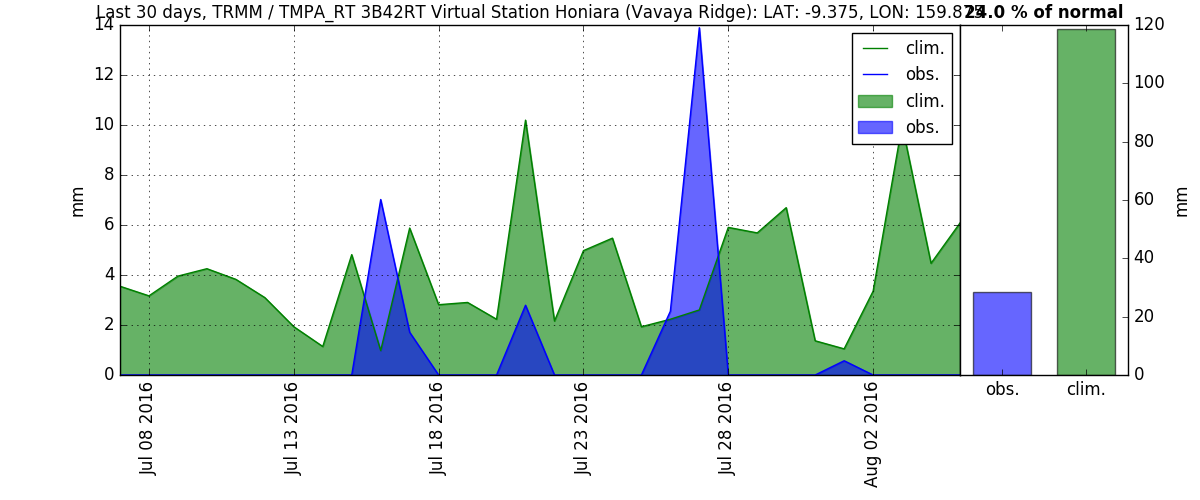 Last 30 days, TRMM / TMPA_RT 3B42RT Virtual Station Honiara (Vavaya Ridge): LAT: -9.375, LON: 159.875
24.0 % of normal
14
12
10
8
6
4
2
0
mm
clim.
obs.
clim.
obs.
Jul 08 2016
Jul 13 2016
Jul 18 2016
Jul 23 2016
Jul 28 2016
Aug 02 2016
120
100
80
60
40
20
0
mm
obs.
clim.